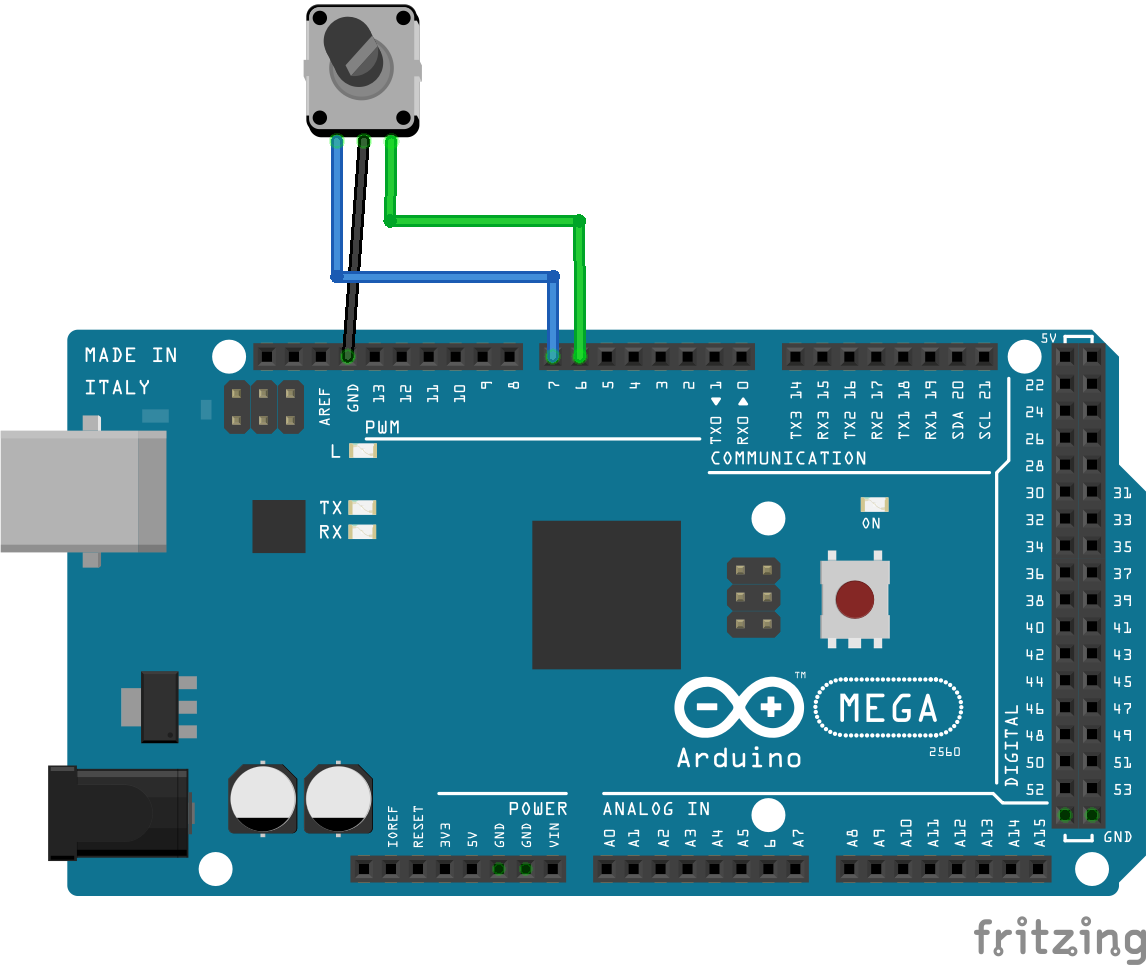 5V
MADE IN
ITALY
AREF
GND
13
12
11
10
9
8
7
6
5
4
3
2
TX0 1
RX0 0
TX3 14
RX3 15
TX2 16
RX2 17
TX1 18
RX1 19
SDA 20
SCL 21
PWM
COMMUNICATION
L
TX
RX
ON
22
24
26
28
30 31
32 33
34 35
36 37
38 39
40 41
42 43
44 45
46 47
48 49
50 51
52 53
DIGITAL
GND
TM
MEGA
2560
Arduino
POWER
ANALOG IN
IOREF
RESET
3V3
5V
GND
GND
VIN
A0
A1
A2
A3
A4
A5
6
A7
A8
A9
A10
A11
A12
A13
A14
A15
fritzing